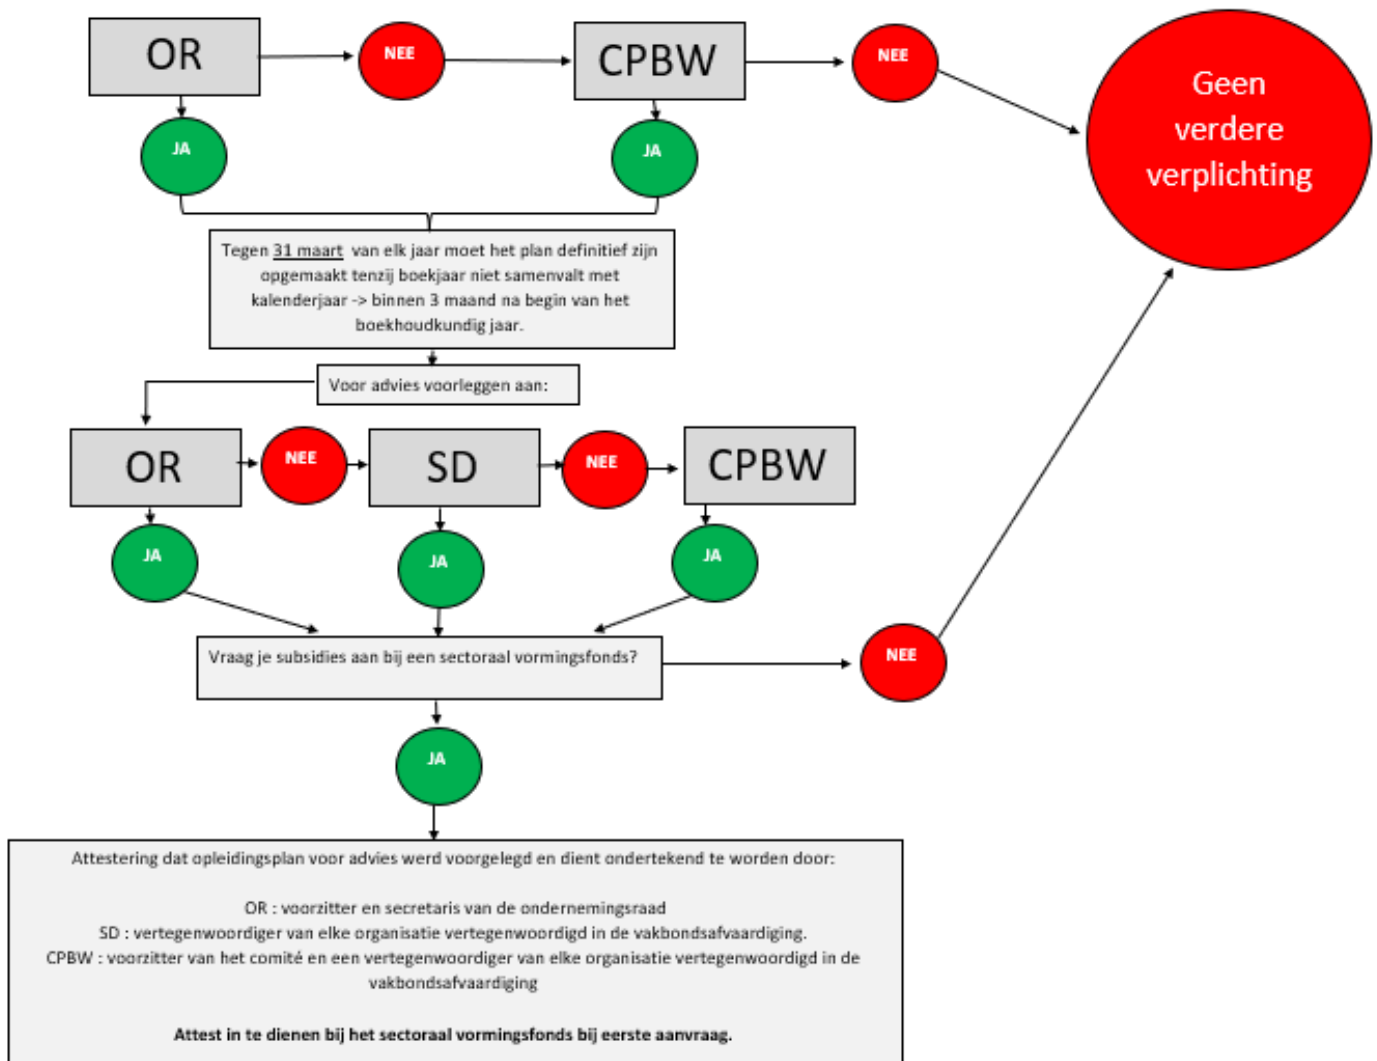 OR
NEE
CPBW
NEE
Geen
verdere
verplichting
JA
JA
Tegen 31 maart van elk jaar moet het plan definitief zijn
opgemaakt tenzij boekjaar niet samenvalt met
kalenderjaar -> binnen 3 maand na begin van het
boekhoudkundig jaar.
Voor advies voorleggen aan:
OR
NEE
SD
NEE
CPBW
JA
JA
JA
Vraag je subsidies aan bij een sectoraal vormingsfonds?
NEE
JA
Attestering dat opleidingsplan voor advies werd voorgelegd en dient ondertekend te worden door:
OR : voorzitter en secretaris van de ondernemingsraad
SD : vertegenwoordiger van elke organisatie vertegenwoordigd in de vakbondsafvaardiging.
CPBW : voorzitter van het comité en een vertegenwoordiger van elke organisatie vertegenwoordigd in de
vakbondsafvaardiging
Attest in te dienen bij het sectoraal vormingsfonds bij eerste aanvraag.